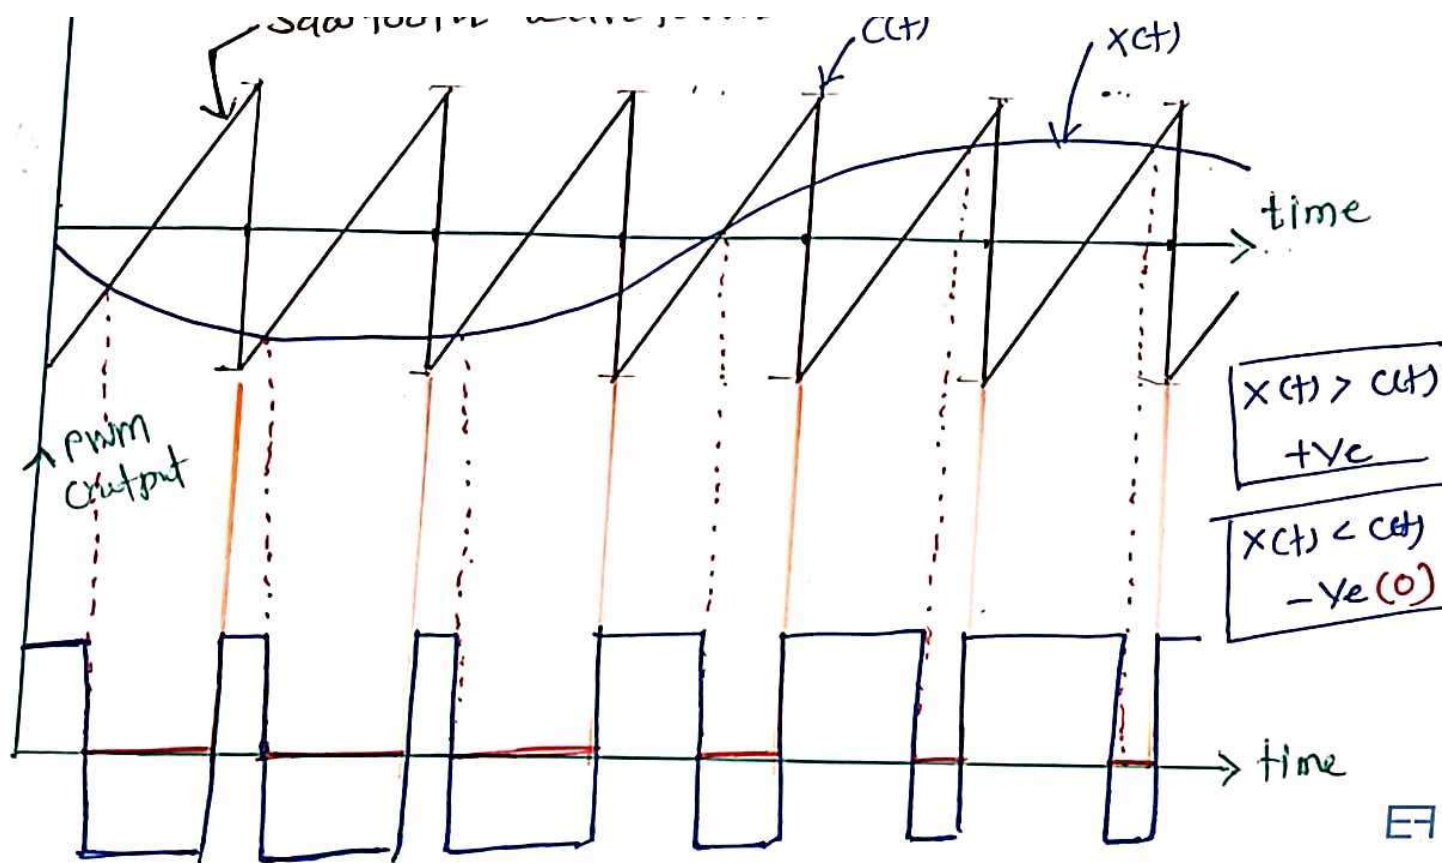 C(t)
X(t)
...
time
X(t) > C(t)
+Ve
PWM
Output
X(t) < C(t)
-Ve (0)
time